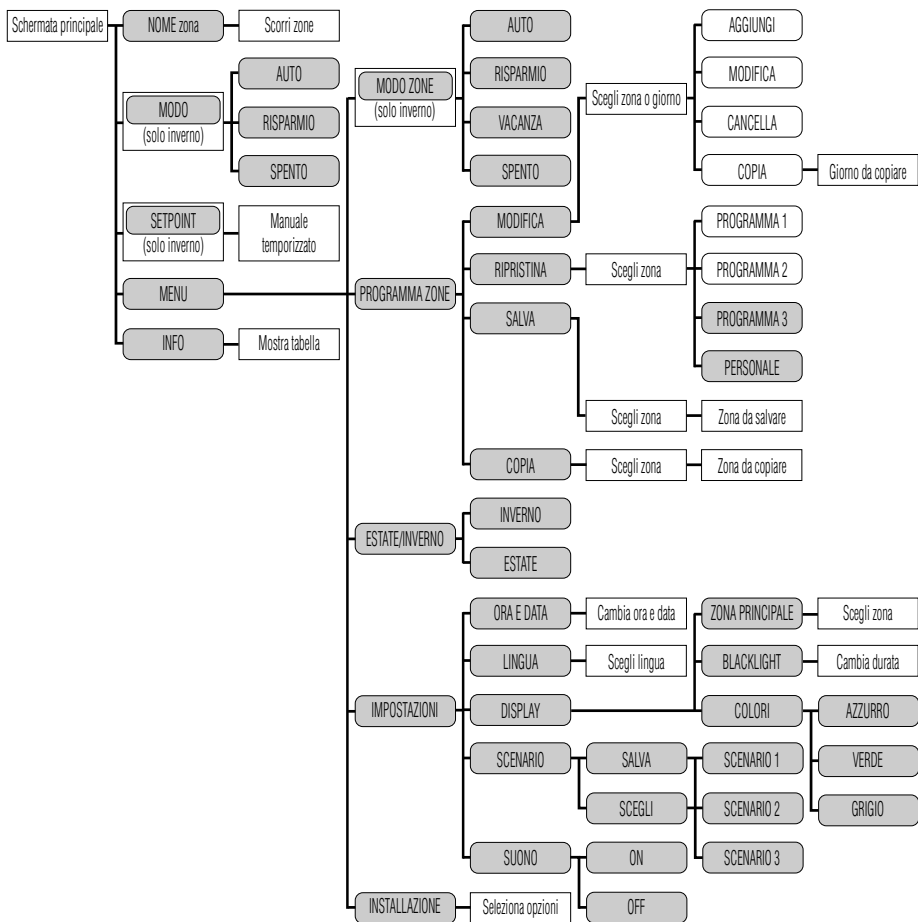 Schermata principale
NOME zona
Scorri zone
MODO
(solo inverno)
AUTO
RISPARMIO
SPENTO
SETPOINT
(solo inverno)
Manuale
temporizzato
MENU
INFO
Mostra tabella
MODO ZONE
(solo inverno)
AUTO
RISPARMIO
VACANZA
SPENTO
PROGRAMMA ZONE
MODIFICA
Scegli zona o giorno
AGGIUNGI
MODIFICA
CANCELLA
COPIA
Giorno da copiare
RIPRISTINA
Scegli zona
PROGRAMMA 1
PROGRAMMA 2
PROGRAMMA 3
PERSONALE
SALVA
Scegli zona
Zona da salvare
COPIA
Scegli zona
Zona da copiare
ESTATE/INVERNO
INVERNO
ESTATE
IMPOSTAZIONI
ORA E DATA
Cambia ora e data
LINGUA
Scegli lingua
DISPLAY
ZONA PRINCIPALE
Scegli zona
BLACKLIGHT
Cambia durata
COLORI
AZZURRO
VERDE
GRIGIO
SCENARIO
SALVA
SCEGLI
SCENARIO 1
SCENARIO 2
SCENARIO 3
SUONO
ON
OFF
INSTALLAZIONE
Seleziona opzioni